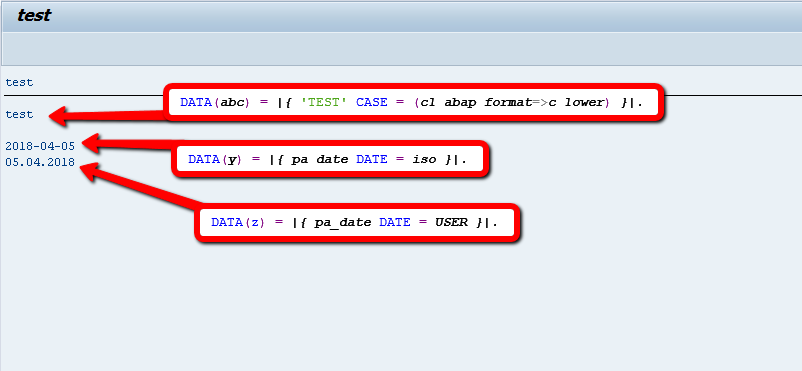 test
test
test
DATA(abc) = |{ 'TEST' CASE = (cl abap format=>c lower) }|.
2018-04-05
DATA(y) = |{ pa date DATE = iso }|.
05.04.2018
DATA(z) = |{ pa_date DATE = USER }|.